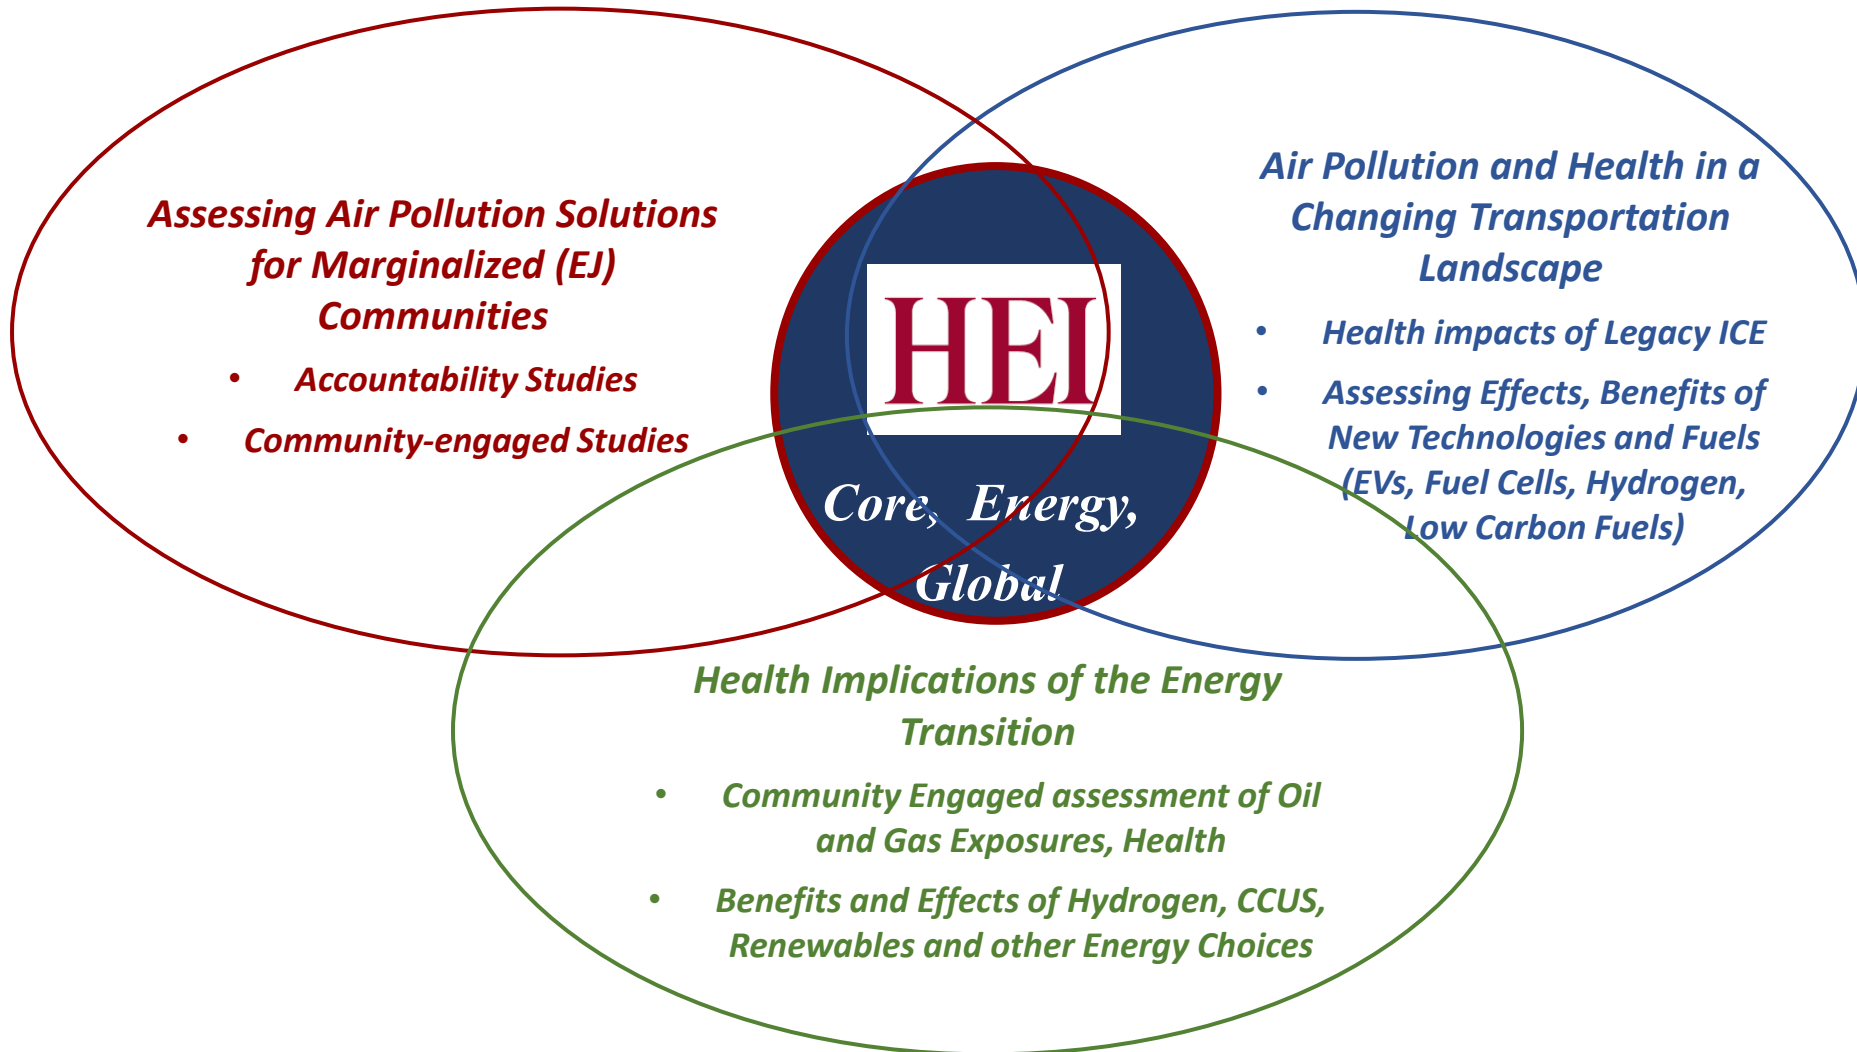 Assessing Air Pollution Solutions
for Marginalized (EJ)
Communities
• Accountability Studies
• Community-engaged Studies
HEI
Core, Energy,
Global
Air Pollution and Health in a
Changing Transportation
Landscape
• Health impacts of Legacy ICE
• Assessing Effects, Benefits of
New Technologies and Fuels
(EVs, Fuel Cells, Hydrogen,
Low Carbon Fuels)
Health Implications of the Energy
Transition
• Community Engaged assessment of Oil
and Gas Exposures, Health
• Benefits and Effects of Hydrogen, CCUS,
Renewables and other Energy Choices